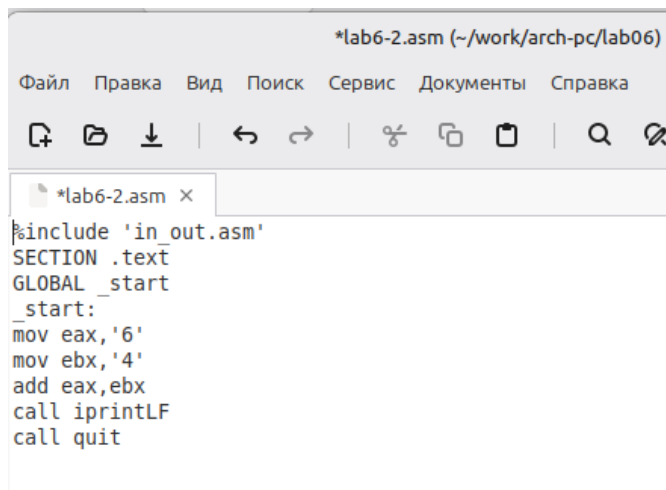 *lab6-2.asm (~/work/arch-pc/lab06)
Файл Правка Вид Поиск Сервис Документы Справка
*lab6-2.asm ×
%include 'in_out.asm'
SECTION .text
GLOBAL _start
_start:
mov eax,'6'
mov ebx,'4'
add eax,ebx
call iprintLF
call quit